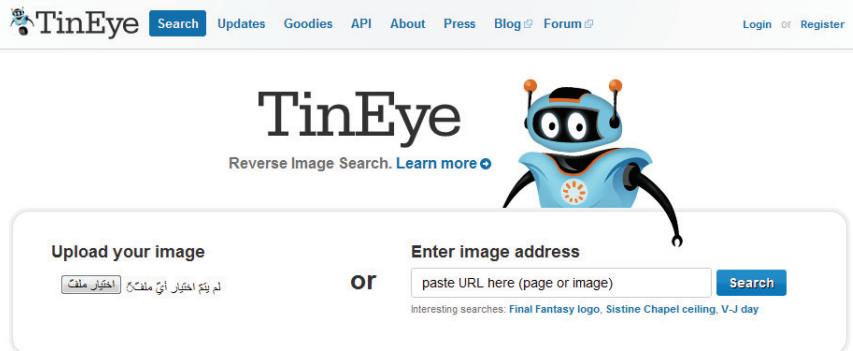 TinEye Search Updates Goodies API About Press Blog Forum Login or Register
TinEye
Reverse Image Search. Learn more
Upload your image
اختيار ملفّ لم يتمّ اختيار أيّ ملفّ
or
Enter image address
paste URL here (page or image) Search
Interesting searches: Final Fantasy logo, Sistine Chapel ceiling, V-J day